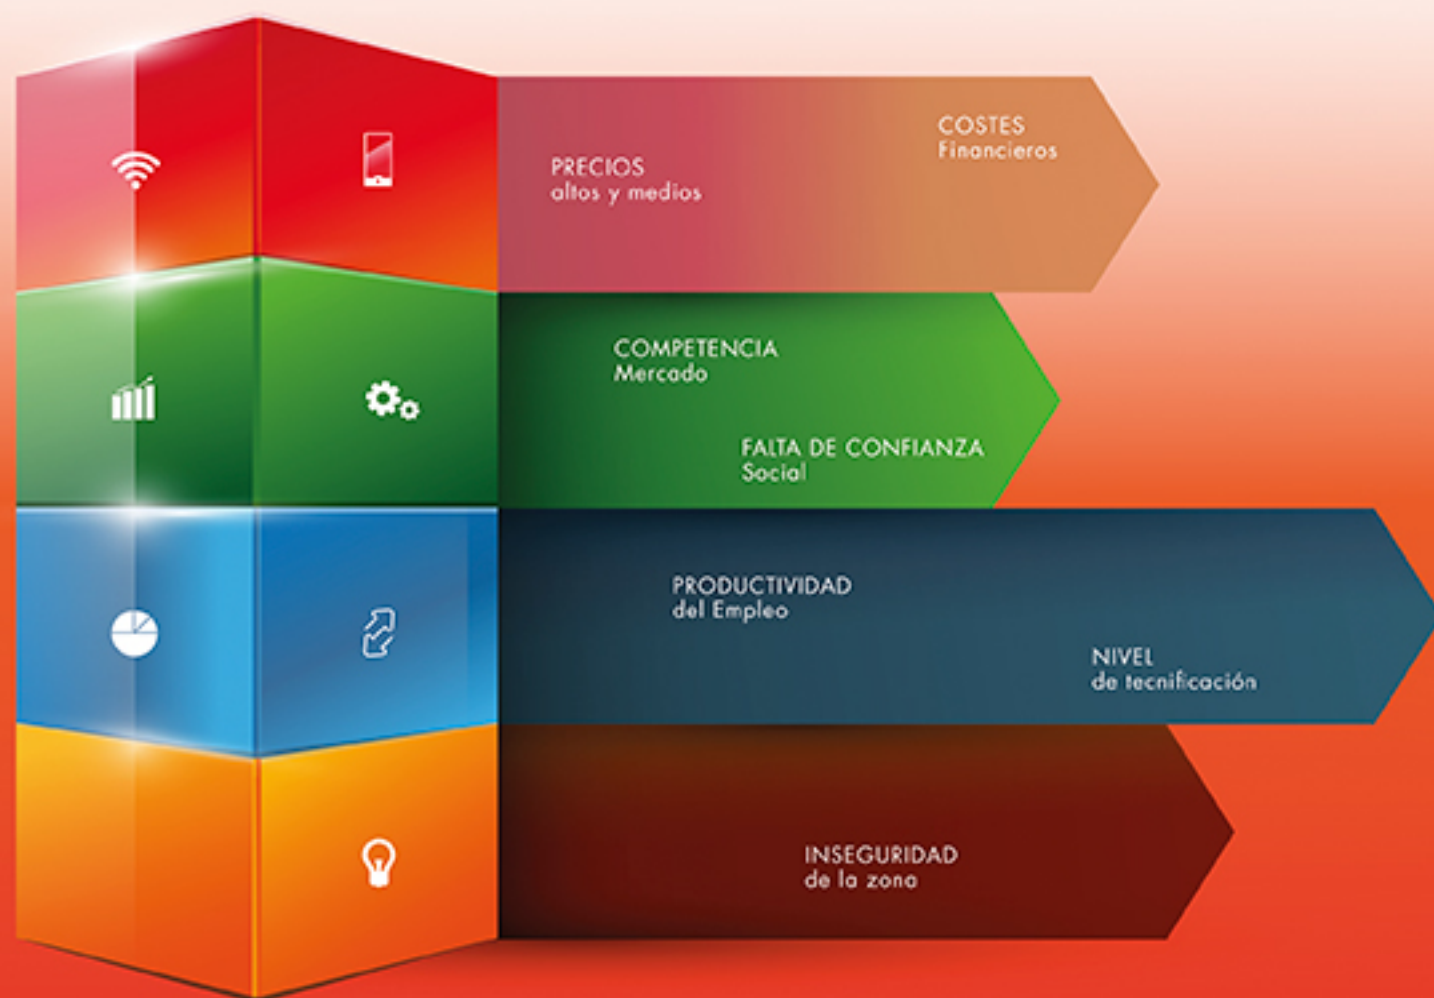 COSTES
Financieros
PRECIOS
altos y medios
COMPETENCIA
Mercado
FALTA DE CONFIANZA
Social
PRODUCTIVIDAD
del Empleo
NIVEL
de tecnificación
INSEGURIDAD
de la zona